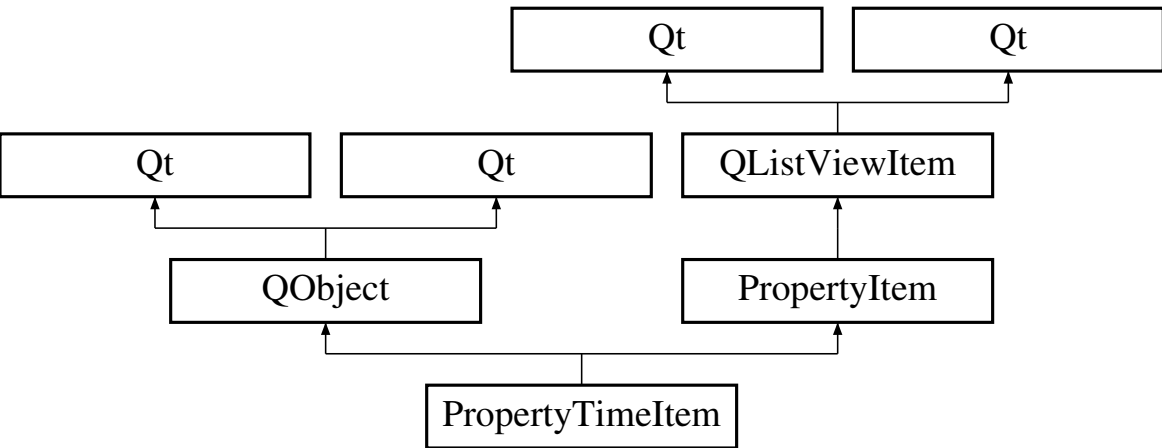 Qt
Qt
Qt
Qt
QListViewItem
QObject
PropertyItem
PropertyTimeItem